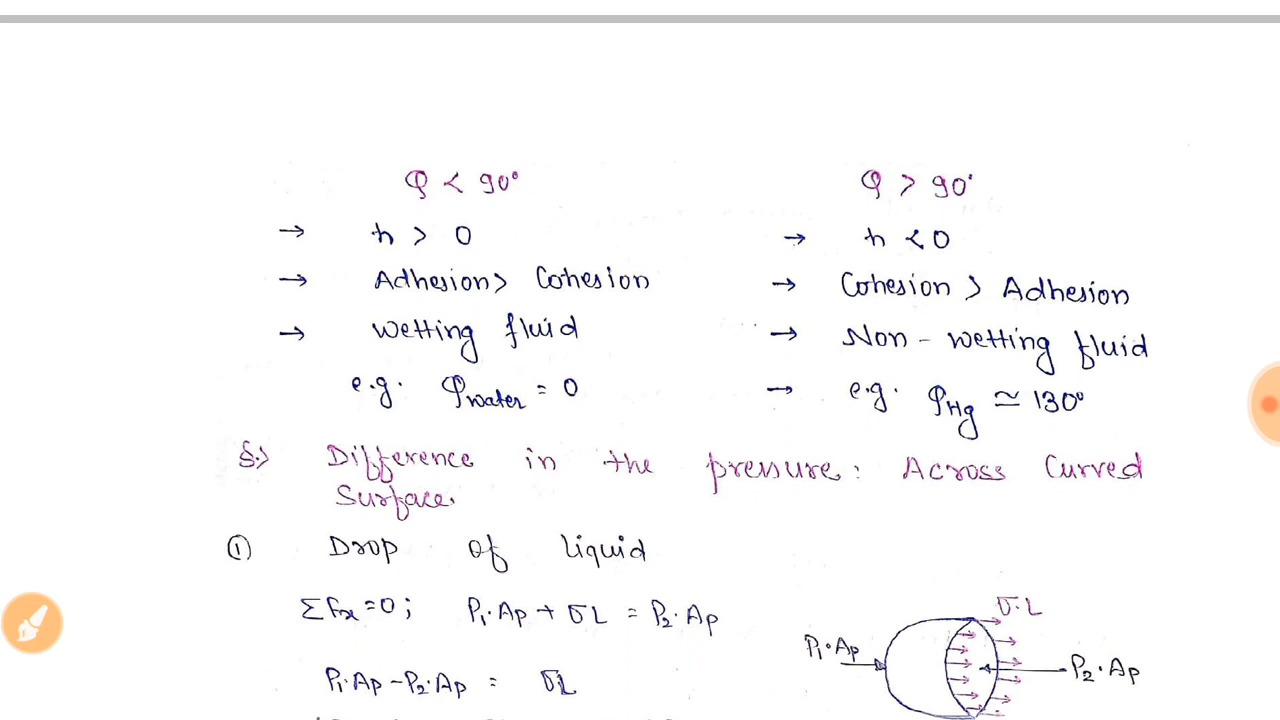 φ < 90°
φ > 90°
→ h > 0
→ h < 0
→ Adhesion > Cohesion
→ Cohesion > Adhesion
→ Wetting fluid
→ Non-wetting fluid
e.g. φwater = 0
→ e.g. φHg ≃ 130°
§.> Difference in the pressure: Across Curved
Surface.
① Drop of liquid
ΣFx = 0; P₁·Ap + σL = P₂·Ap
σ·L
P₁·Ap
P₂·Ap
P₁·Ap - P₂·Ap = σL